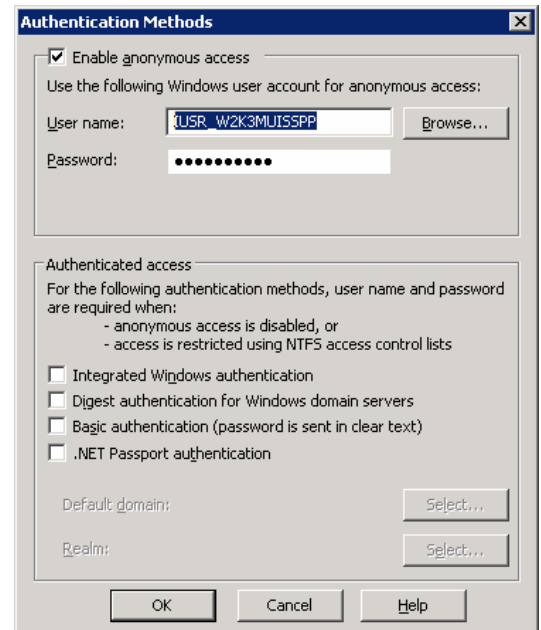 Authentication Methods
Enable anonymous access
Use the following Windows user account for anonymous access:
User name: IUSR_W2K3MUISSPP Browse...
Password: ●●●●●●●●●●
Authenticated access
For the following authentication methods, user name and password
are required when:
- anonymous access is disabled, or
- access is restricted using NTFS access control lists
Integrated Windows authentication
Digest authentication for Windows domain servers
Basic authentication (password is sent in clear text)
.NET Passport authentication
Default domain: Select...
Realm: Select...
OK Cancel Help